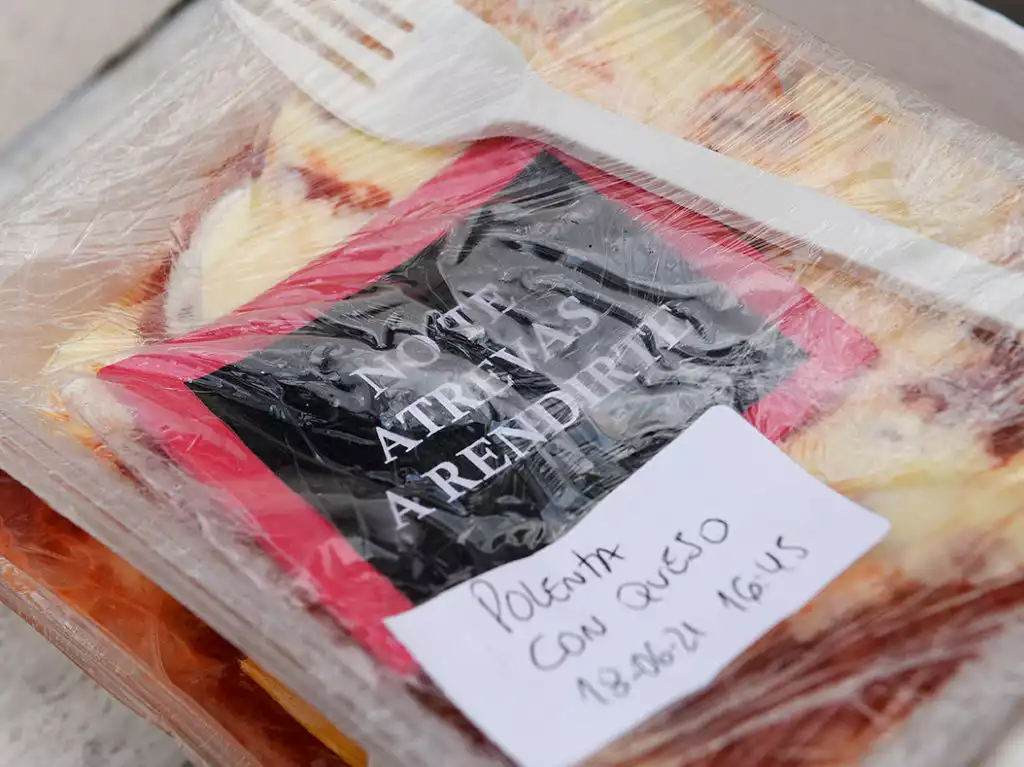 NO TE
ATREVAS
A RENDIRTE
POLENTA
CON QUESO
18-06-21 16:45